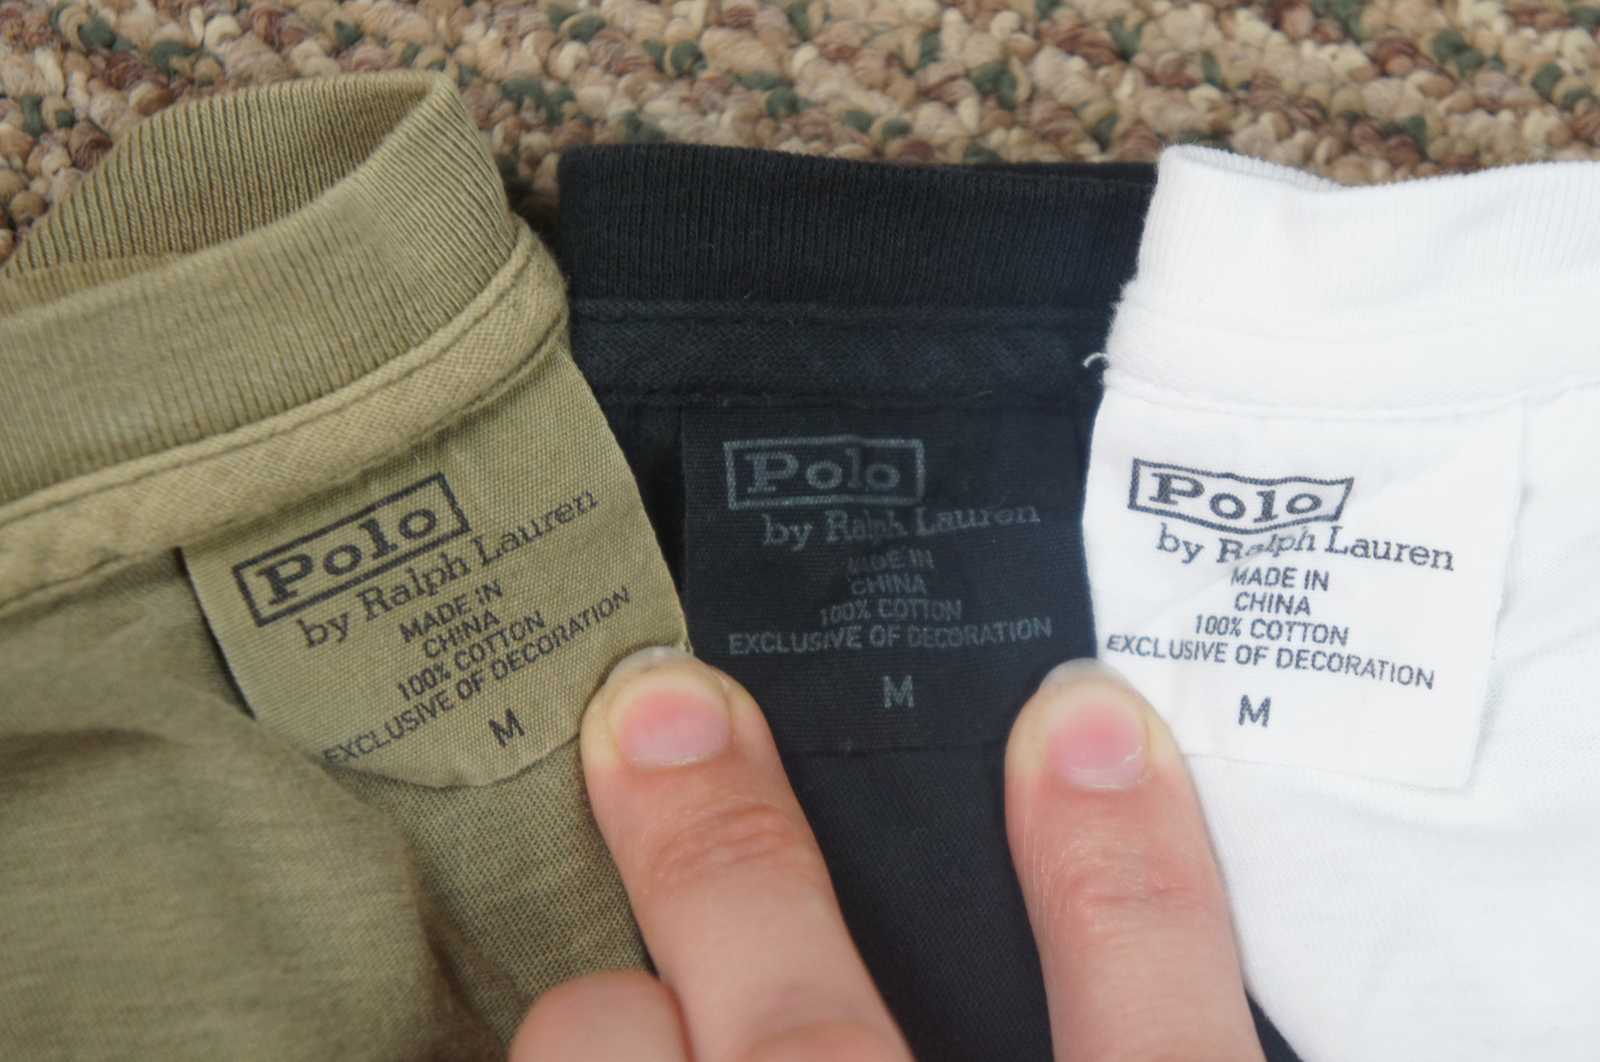 Polo
by Ralph Lauren
MADE IN
CHINA
100% COTTON
EXCLUSIVE OF DECORATION
M
Polo
by Ralph Lauren
MADE IN
CHINA
100% COTTON
EXCLUSIVE OF DECORATION
M
Polo
by Ralph Lauren
MADE IN
CHINA
100% COTTON
EXCLUSIVE OF DECORATION
M